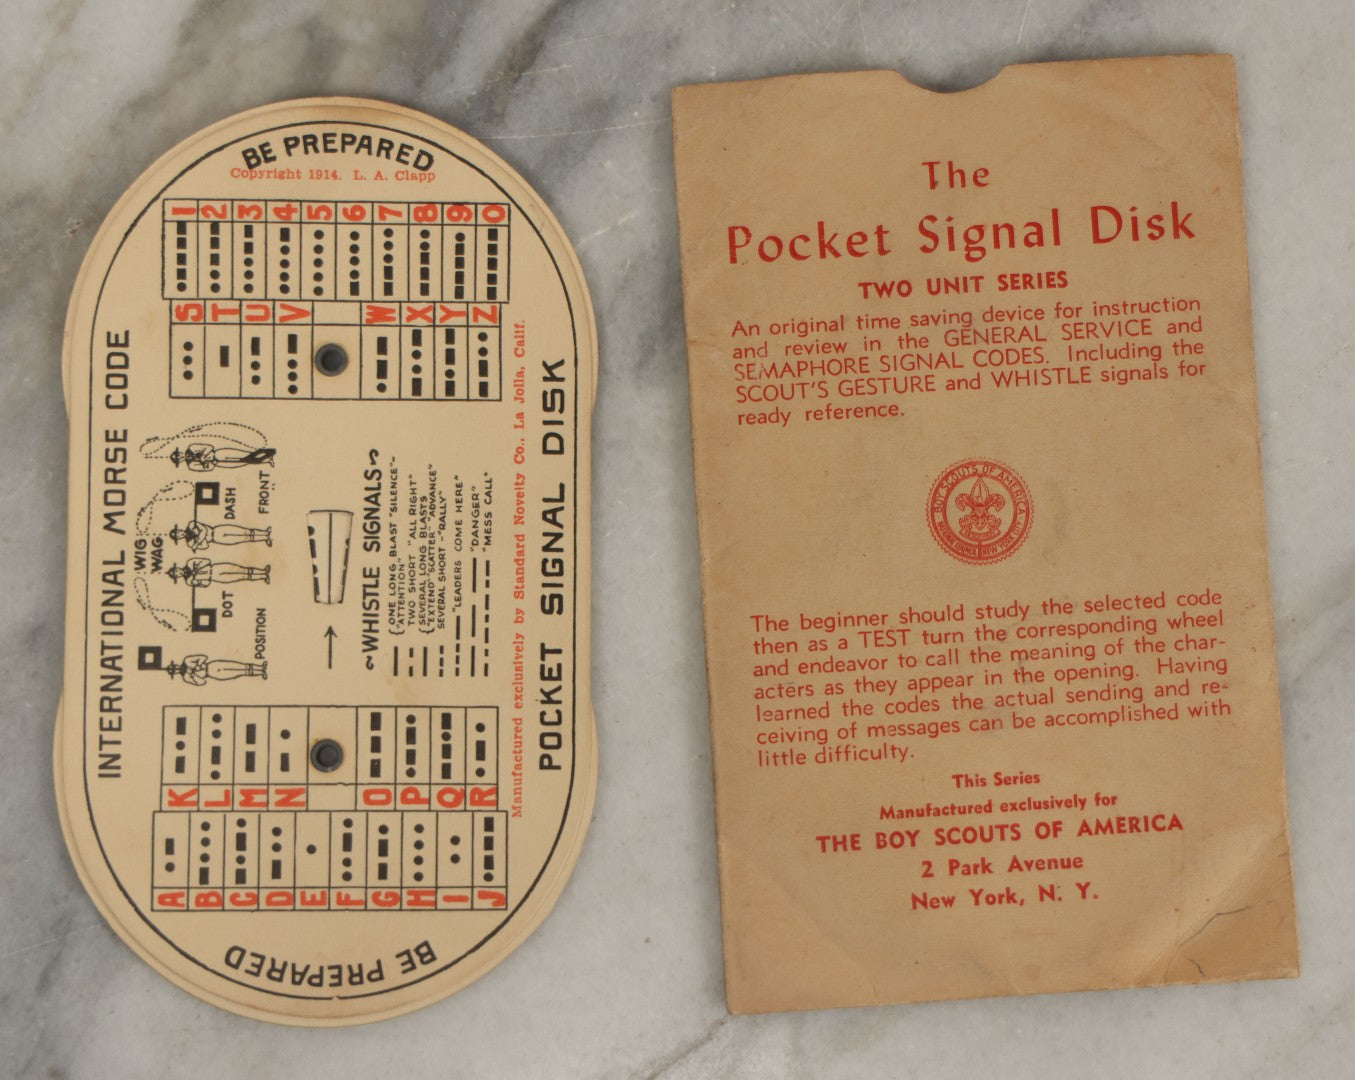 BE PREPARED
Copyright 1914. L. A. Clapp
1 2 3 4 5 6 7 8 9 0
S T U V W X Y Z
INTERNATIONAL MORSE CODE
WIG
WAG
POSITION
DOT
DASH
FRONT
WHISTLE SIGNALS
ONE LONG BLAST "SILENCE"-
"ATTENTION"
TWO SHORT "ALL RIGHT"
SEVERAL LONG BLASTS
"EXTEND" "SCATTER" "ADVANCE"
SEVERAL SHORT - "RALLY"
"LEADERS COME HERE"
"DANGER"
"MESS CALL"
Manufactured exclusively by Standard Novelty Co., La Jolla, Calif.
POCKET SIGNAL DISK
K L M N O P Q R
A B C D E F G H I J
BE PREPARED
The
Pocket Signal Disk
TWO UNIT SERIES
An original time saving device for instruction
and review in the GENERAL SERVICE and
SEMAPHORE SIGNAL CODES. Including the
SCOUT'S GESTURE and WHISTLE signals for
ready reference.
BOY SCOUTS OF AMERICA
NATIONAL COUNCIL NEW YORK CITY
The beginner should study the selected code
then as a TEST turn the corresponding wheel
and endeavor to call the meaning of the char-
acters as they appear in the opening. Having
learned the codes the actual sending and re-
ceiving of messages can be accomplished with
little difficulty.
This Series
Manufactured exclusively for
THE BOY SCOUTS OF AMERICA
2 Park Avenue
New York, N. Y.